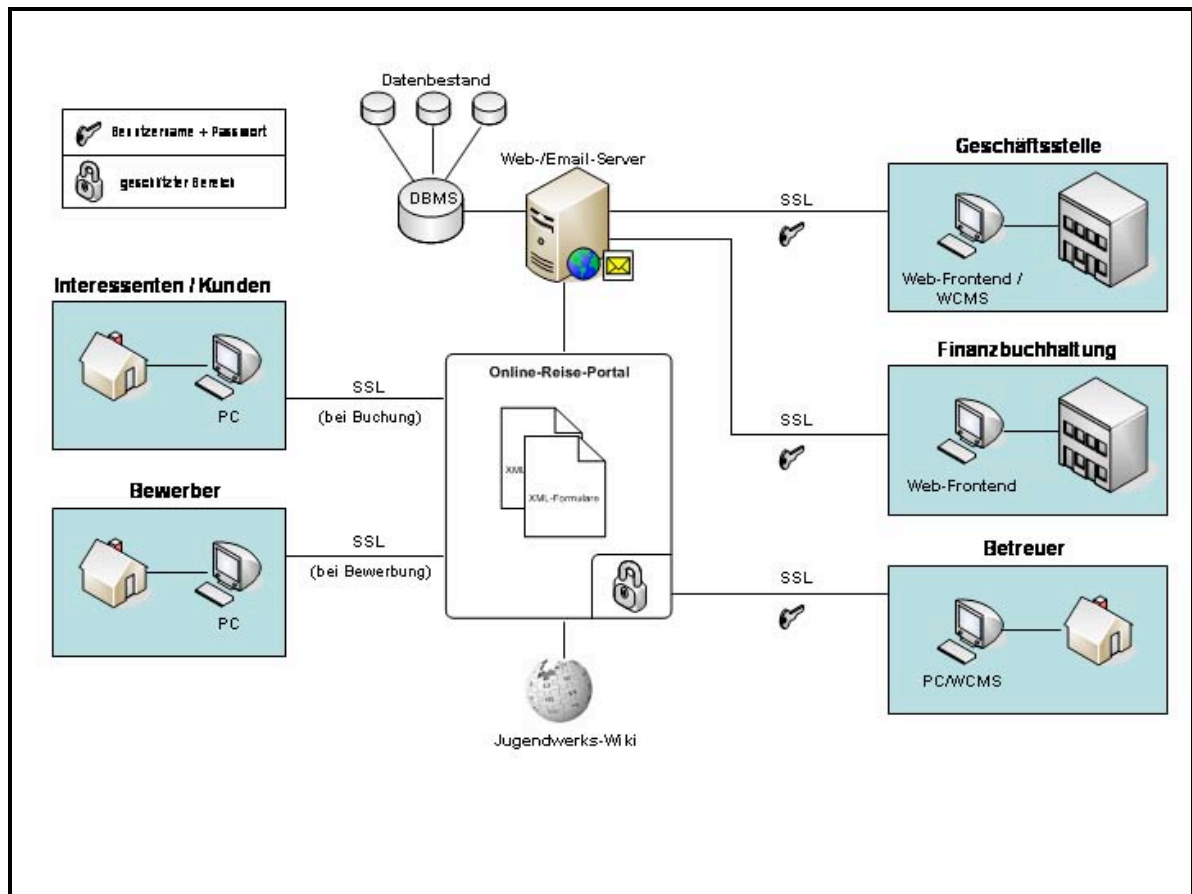 Datenbestand
Benutzername + Passwort
geschützter Bereich
Web-/Email-Server
DBMS
SSL
Geschäftsstelle
Web-Frontend /
WCMS
Interessenten / Kunden
PC
SSL
(bei Buchung)
Online-Reise-Portal
XML
XML-Formulare
SSL
Finanzbuchhaltung
Web-Frontend
Bewerber
PC
SSL
(bei Bewerbung)
SSL
Betreuer
PC/WCMS
Jugendwerks-Wiki